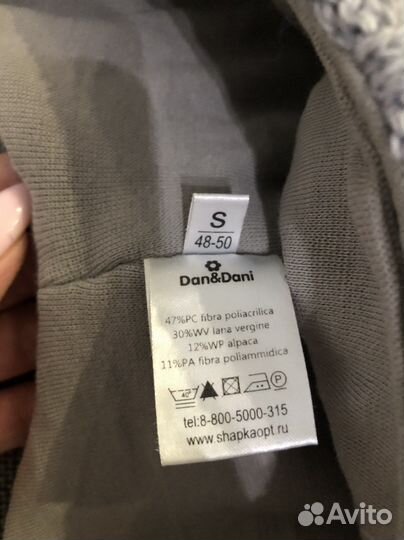 S
48-50
Dan&Dani
47%PC fibra poliacrilica
30%WV lana vergine
12%WP alpaca
11%PA fibra poliammidica
40°
P
tel:8-800-5000-315
www.shapkaopt.ru
Avito